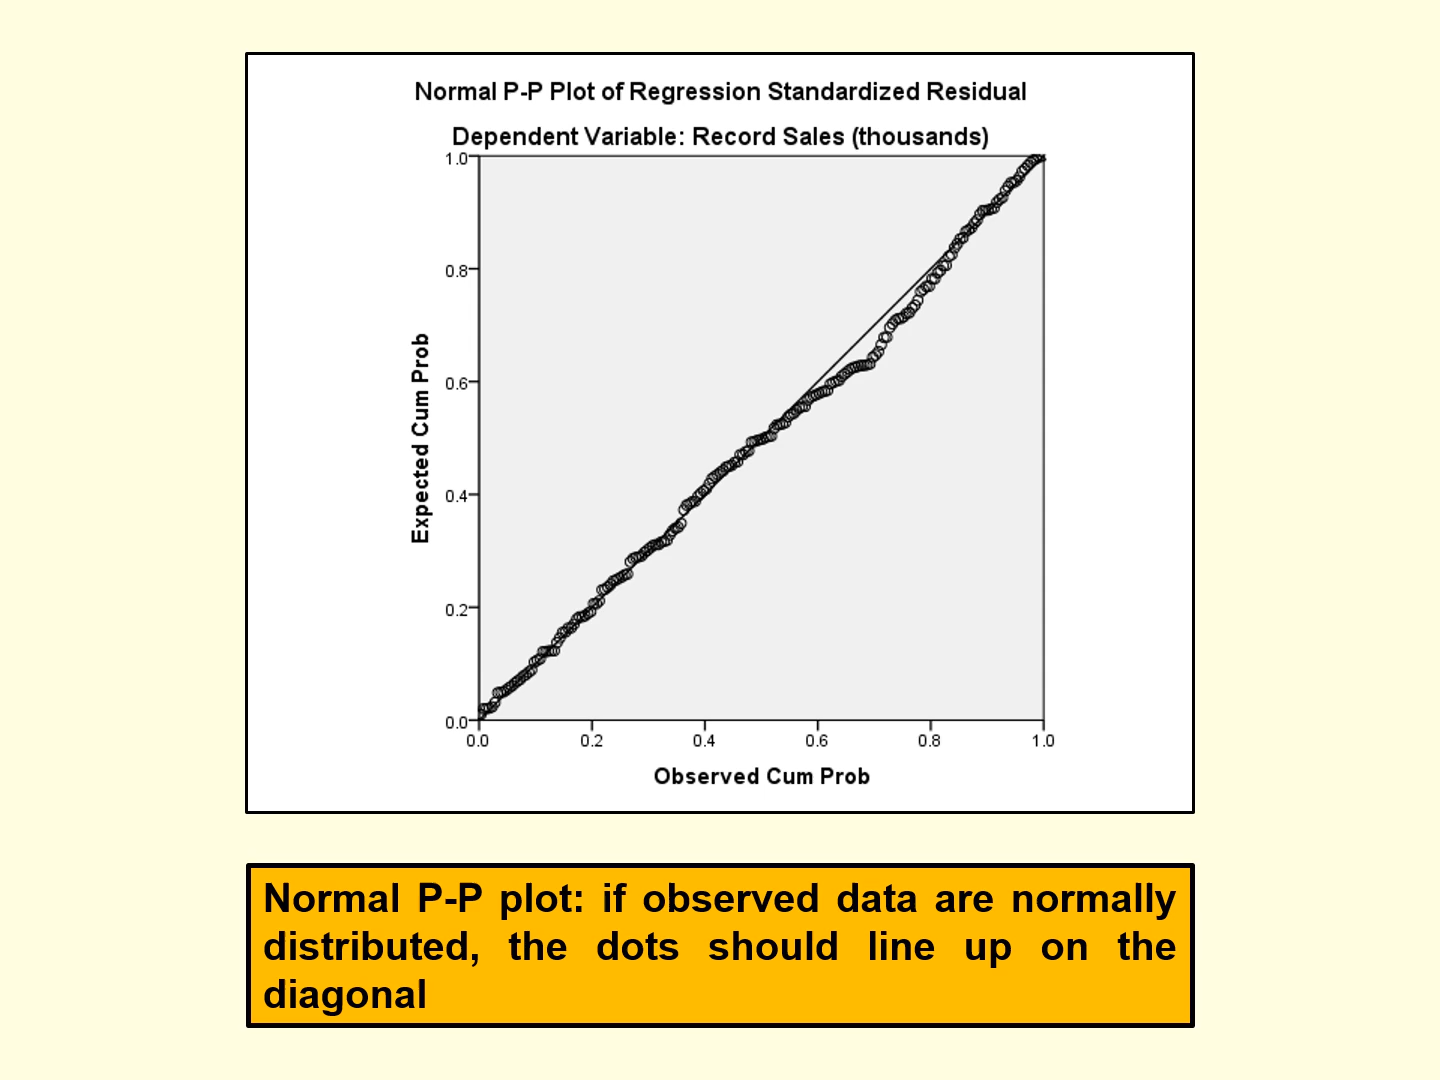 Normal P-P Plot of Regression Standardized Residual
Dependent Variable: Record Sales (thousands)
1.0
0.8
0.6
0.4
0.2
0.0
Expected Cum Prob
0.0 0.2 0.4 0.6 0.8 1.0
Observed Cum Prob
Normal P-P plot: if observed data are normally
distributed, the dots should line up on the
diagonal